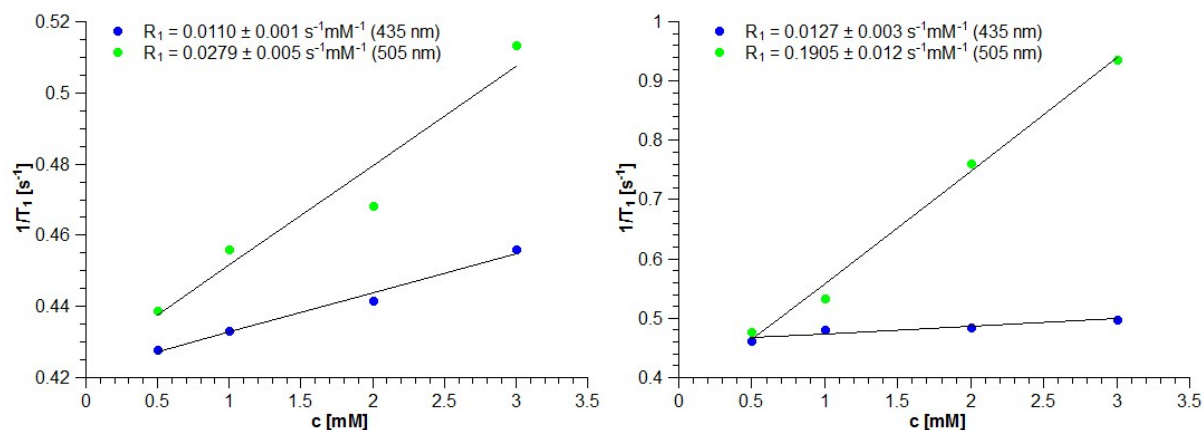 R₁ = 0.0110 ± 0.001 s⁻¹mM⁻¹ (435 nm)
R₁ = 0.0279 ± 0.005 s⁻¹mM⁻¹ (505 nm)
0.52
0.5
0.48
0.46
0.44
0.42
1/T₁ [s⁻¹]
0 0.5 1 1.5 2 2.5 3 3.5
c [mM]
R₁ = 0.0127 ± 0.003 s⁻¹mM⁻¹ (435 nm)
R₁ = 0.1905 ± 0.012 s⁻¹mM⁻¹ (505 nm)
1
0.9
0.8
0.7
0.6
0.5
0.4
1/T₁ [s⁻¹]
0 0.5 1 1.5 2 2.5 3 3.5
c [mM]